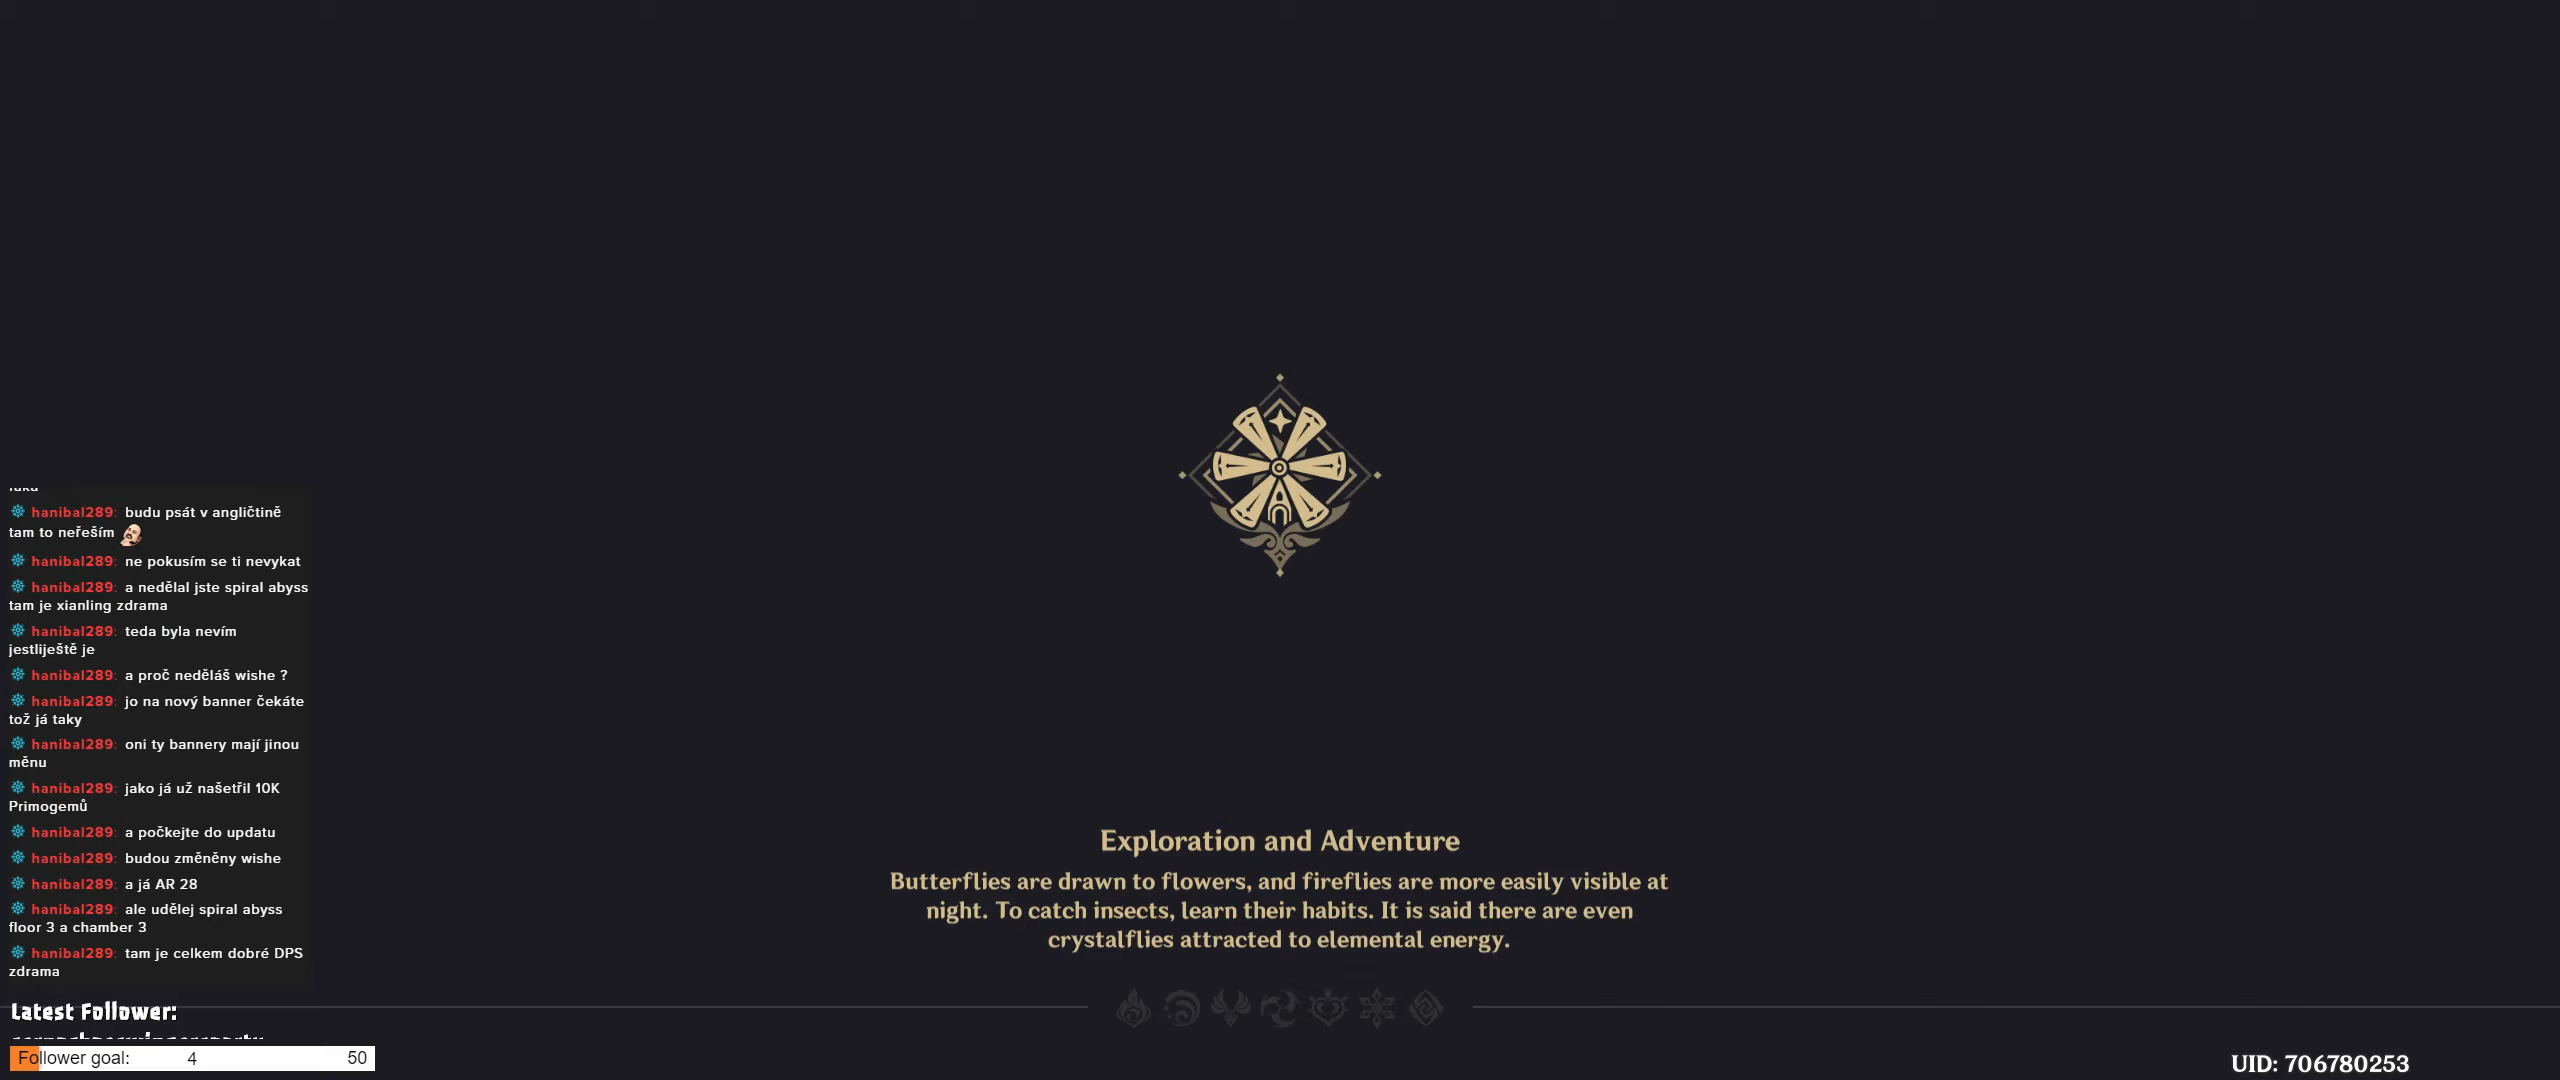 hanibal289: budu psát v angličtině
tam to neřeším
hanibal289: ne pokusím se ti nevykat
hanibal289: a nedělal jste spiral abyss
tam je xianling zdrama
hanibal289: teda byla nevím
jestliještě je
hanibal289: a proč neděláš wishe ?
hanibal289: jo na nový banner čekáte
tož já taky
hanibal289: oni ty bannery mají jinou
měnu
hanibal289: jako já už našetřil 10K
Primogemů
hanibal289: a počkejte do updatu
hanibal289: budou změněny wishe
hanibal289: a já AR 28
hanibal289: ale udělej spiral abyss
floor 3 a chamber 3
hanibal289: tam je celkem dobré DPS
zdrama
Latest Follower:
Follower goal: 4 50
Exploration and Adventure
Butterflies are drawn to flowers, and fireflies are more easily visible at
night. To catch insects, learn their habits. It is said there are even
crystalflies attracted to elemental energy.
UID: 706780253